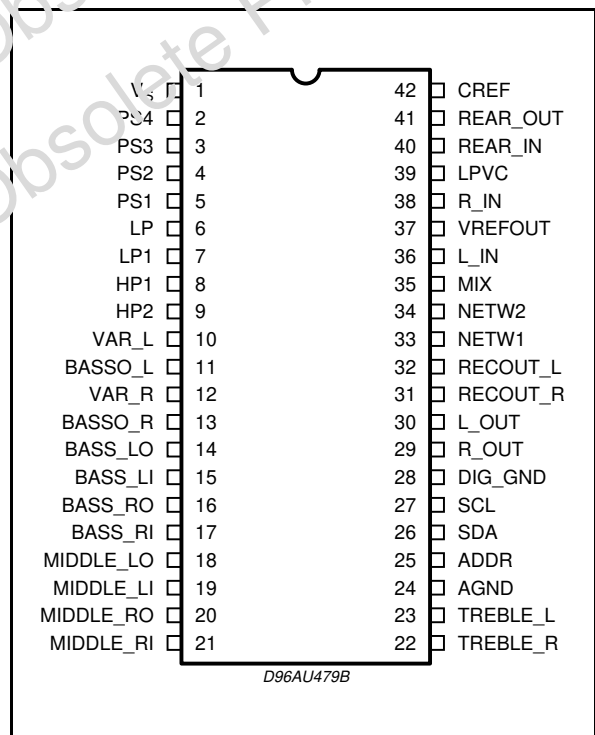 Obsolete
Obsolete
Vs 1 42 CREF
PS4 2 41 REAR_OUT
PS3 3 40 REAR_IN
PS2 4 39 LPVC
PS1 5 38 R_IN
LP 6 37 VREFOUT
LP1 7 36 L_IN
HP1 8 35 MIX
HP2 9 34 NETW2
VAR_L 10 33 NETW1
BASSO_L 11 32 RECOUT_L
VAR_R 12 31 RECOUT_R
BASSO_R 13 30 L_OUT
BASS_LO 14 29 R_OUT
BASS_LI 15 28 DIG_GND
BASS_RO 16 27 SCL
BASS_RI 17 26 SDA
MIDDLE_LO 18 25 ADDR
MIDDLE_LI 19 24 AGND
MIDDLE_RO 20 23 TREBLE_L
MIDDLE_RI 21 22 TREBLE_R
D96AU479B